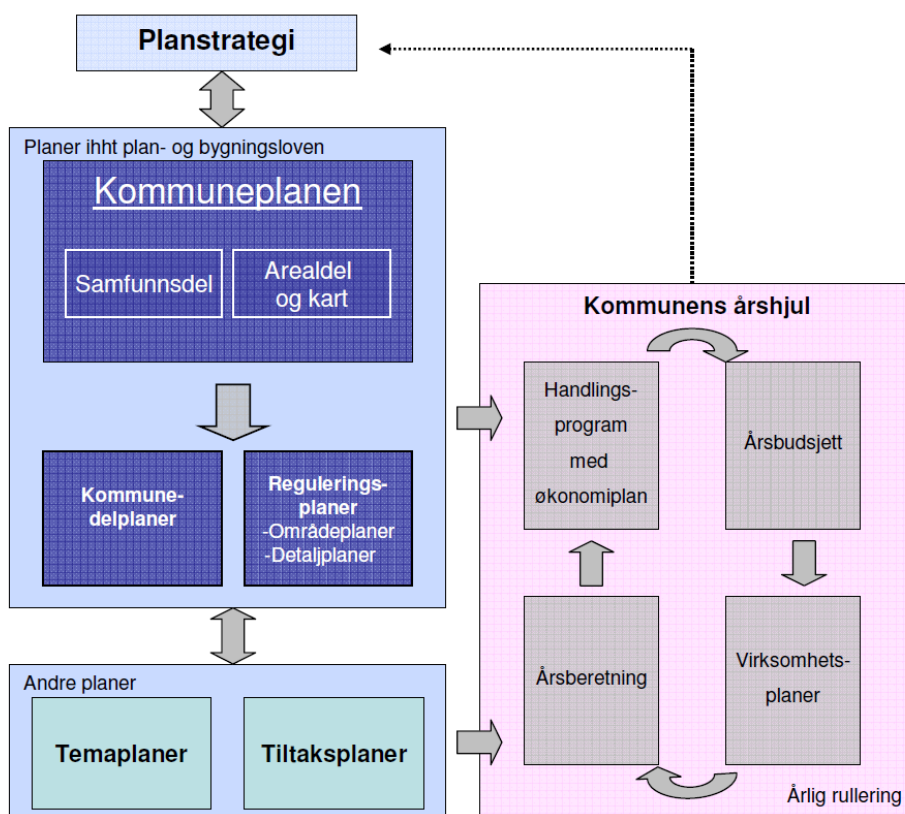 Planstrategi
Planer ihht plan- og bygningsloven
Kommuneplanen
Samfunnsdel
Arealdel
og kart
Kommune-
delplaner
Regulerings-
planer
-Områdeplaner
-Detaljplaner
Andre planer
Temaplaner
Tiltaksplaner
Kommunens årshjul
Handlings-
program
med
økonomiplan
Årsbudsjett
Årsberetning
Virksomhets-
planer
Årlig rullering